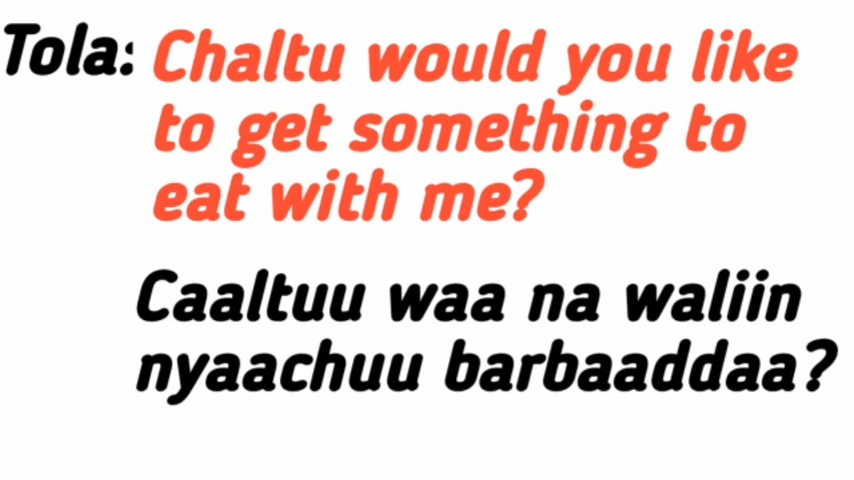 Tola: Chaltu would you like
to get something to
eat with me?
Caaltuu waa na waliin
nyaachuu barbaaddaa?